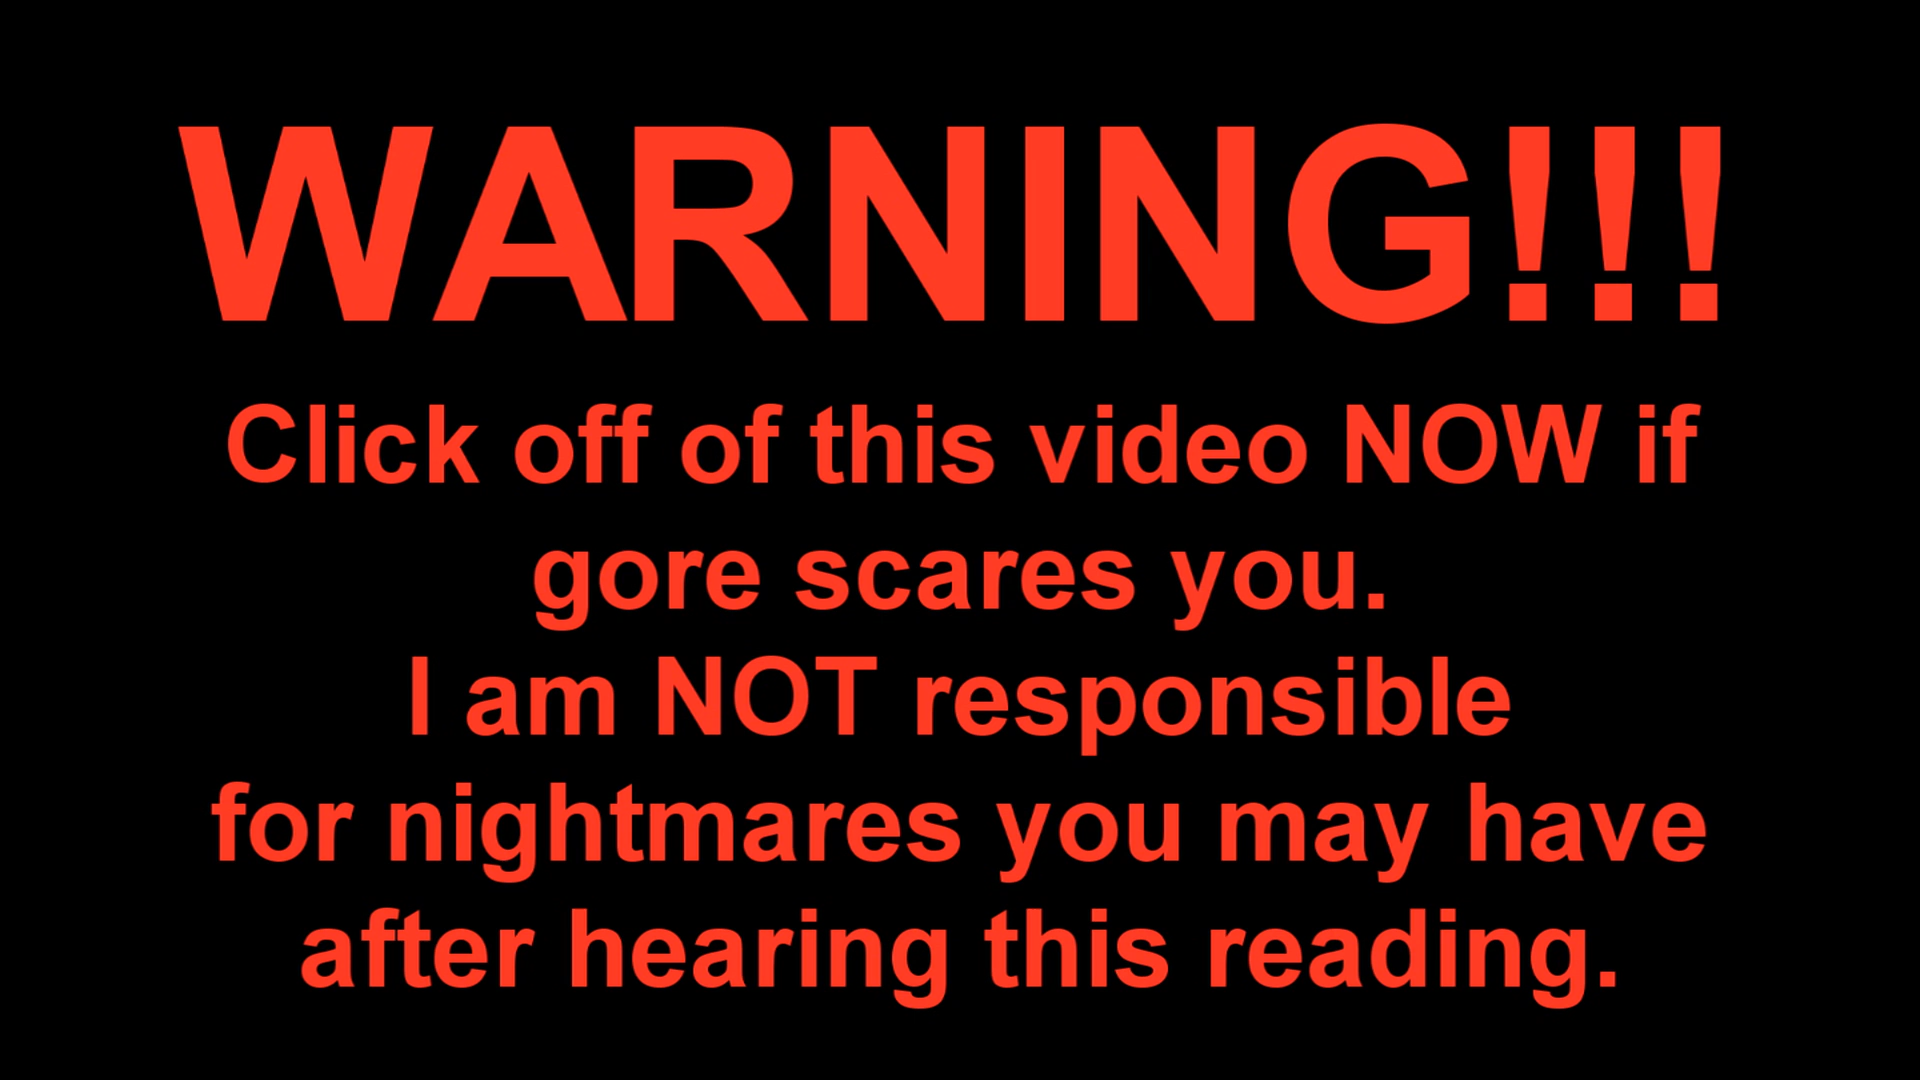 WARNING!!!
Click off of this video NOW if
gore scares you.
I am NOT responsible
for nightmares you may have
after hearing this reading.